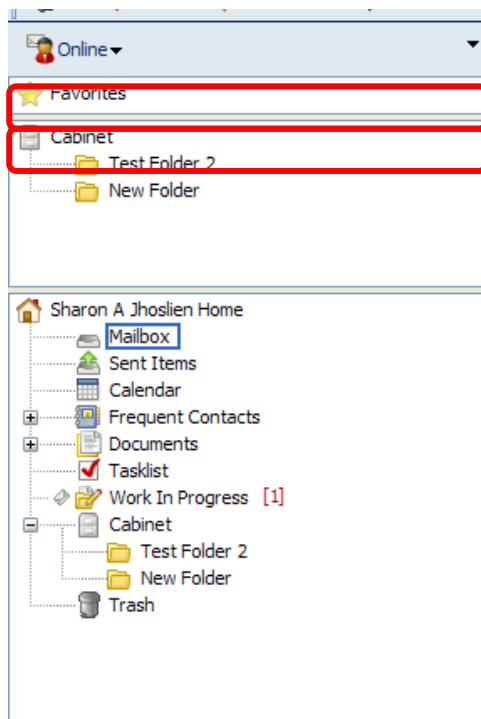 Online
Favorites
Cabinet
Test Folder 2
New Folder
Sharon A Jhoslien Home
Mailbox
Sent Items
Calendar
Frequent Contacts
Documents
Tasklist
Work In Progress [1]
Cabinet
Test Folder 2
New Folder
Trash